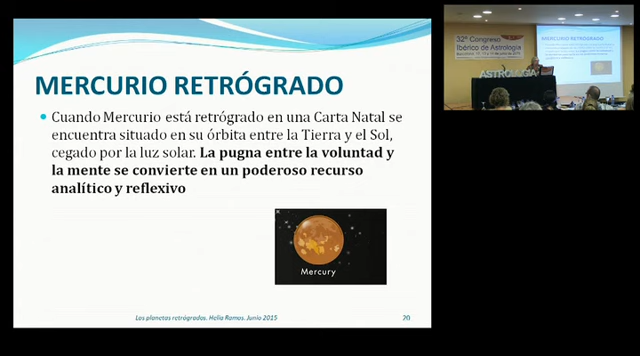 MERCURIO RETRÓGRADO
Cuando Mercurio está retrógrado en una Carta Natal se
encuentra situado en su órbita entre la Tierra y el Sol,
cegado por la luz solar. La pugna entre la voluntad y
la mente se convierte en un poderoso recurso
analítico y reflexivo
Mercury
Los planetas retrógrados. Helia Ramos. Junio 2015
20
32º Congreso
Ibérico de Astrología
MERCURIO RETRÓGRADO
ASTROLOGIA